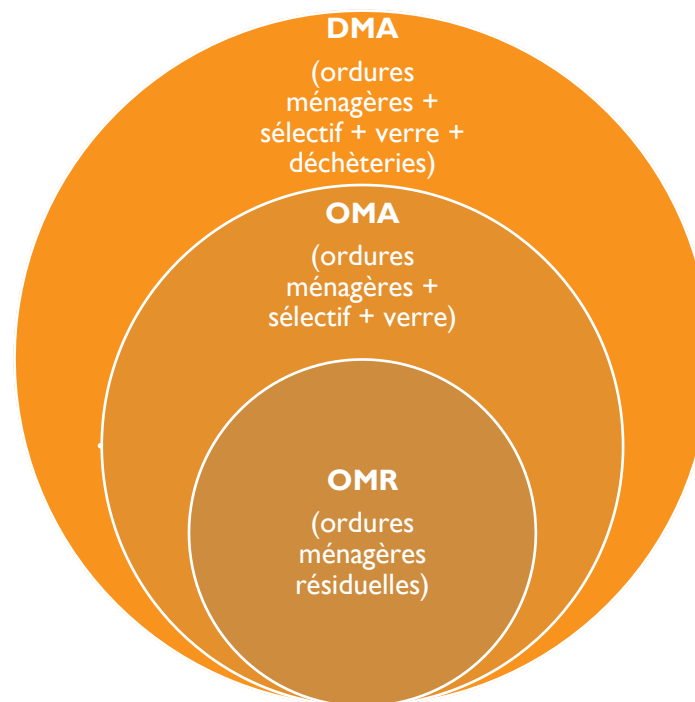 DMA
(ordures
ménagères +
sélectif + verre +
déchèteries)
OMA
(ordures
ménagères +
sélectif + verre)
OMR
(ordures
ménagères
résiduelles)